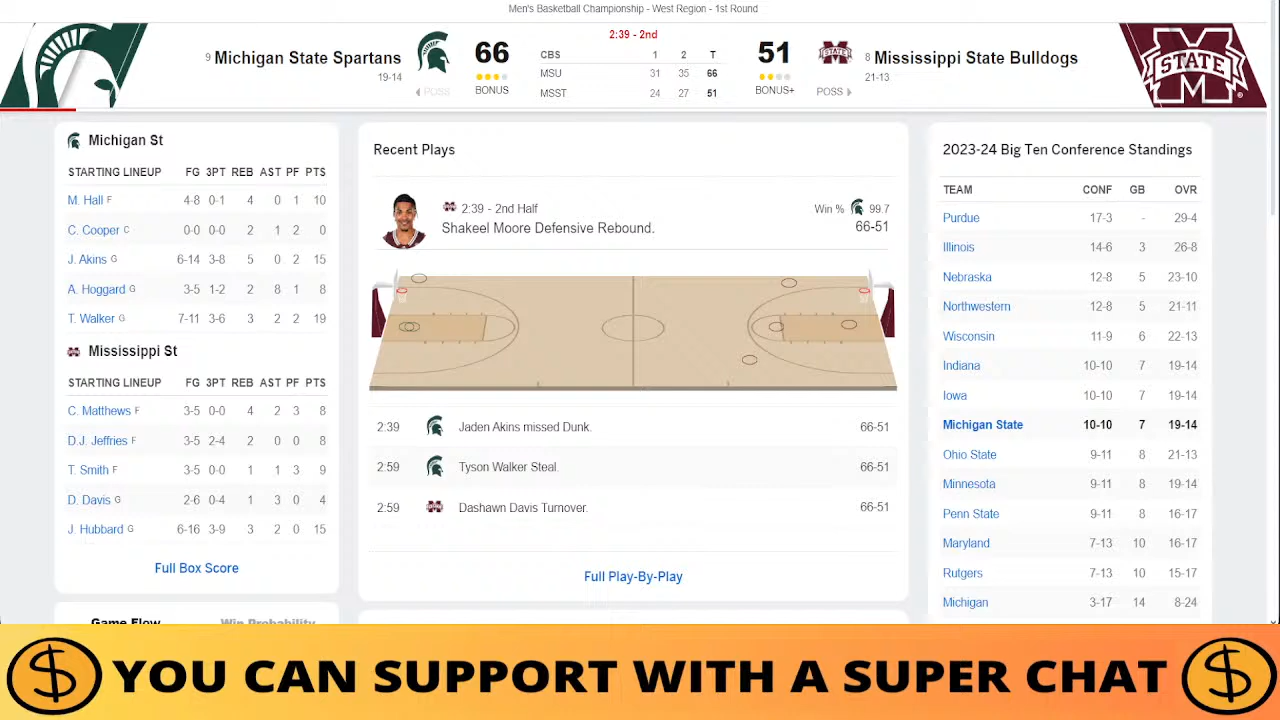 Men's Basketball Championship - West Region - 1st Round
9 Michigan State Spartans
19-14
POSS
66
BONUS
2:39 - 2nd
CBS 1 2 T
MSU 31 35 66
MSST 24 27 51
51
BONUS+
STATE
POSS
8 Mississippi State Bulldogs
21-13
STATE
Michigan St
STARTING LINEUP FG 3PT REB AST PF PTS
M. Hall F 4-8 0-1 4 0 1 10
C. Cooper C 0-0 0-0 2 1 2 0
J. Akins G 6-14 3-8 5 0 2 15
A. Hoggard G 3-5 1-2 2 8 1 8
T. Walker G 7-11 3-6 3 2 2 19
Mississippi St
STARTING LINEUP FG 3PT REB AST PF PTS
C. Matthews F 3-5 0-0 4 2 3 8
D.J. Jeffries F 3-5 2-4 2 0 0 8
T. Smith F 3-5 0-0 1 1 3 9
D. Davis G 2-6 0-4 1 3 0 4
J. Hubbard G 6-16 3-9 3 2 0 15
Full Box Score
Game Flow Win Probability
Recent Plays
2:39 - 2nd Half
Shakeel Moore Defensive Rebound.
Win % 99.7
66-51
2:39 Jaden Akins missed Dunk. 66-51
2:59 Tyson Walker Steal. 66-51
2:59 Dashawn Davis Turnover. 66-51
Full Play-By-Play
2023-24 Big Ten Conference Standings
TEAM CONF GB OVR
Purdue 17-3 - 29-4
Illinois 14-6 3 26-8
Nebraska 12-8 5 23-10
Northwestern 12-8 5 21-11
Wisconsin 11-9 6 22-13
Indiana 10-10 7 19-14
Iowa 10-10 7 19-14
Michigan State 10-10 7 19-14
Ohio State 9-11 8 21-13
Minnesota 9-11 8 19-14
Penn State 9-11 8 16-17
Maryland 7-13 10 16-17
Rutgers 7-13 10 15-17
Michigan 3-17 14 8-24
$ YOU CAN SUPPORT WITH A SUPER CHAT $